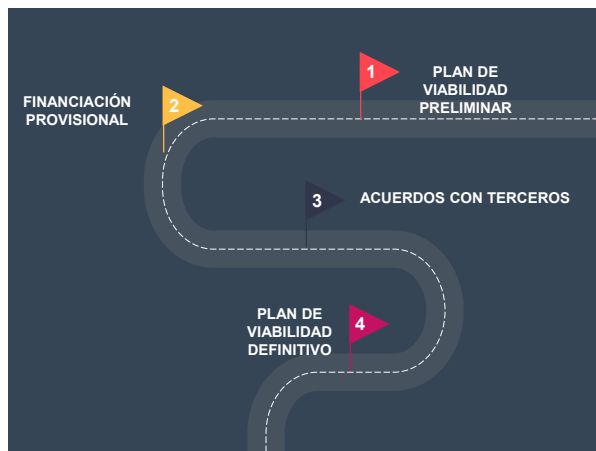 1
PLAN DE
VIABILIDAD
PRELIMINAR
2
FINANCIACIÓN
PROVISIONAL
3
ACUERDOS CON TERCEROS
4
PLAN DE
VIABILIDAD
DEFINITIVO